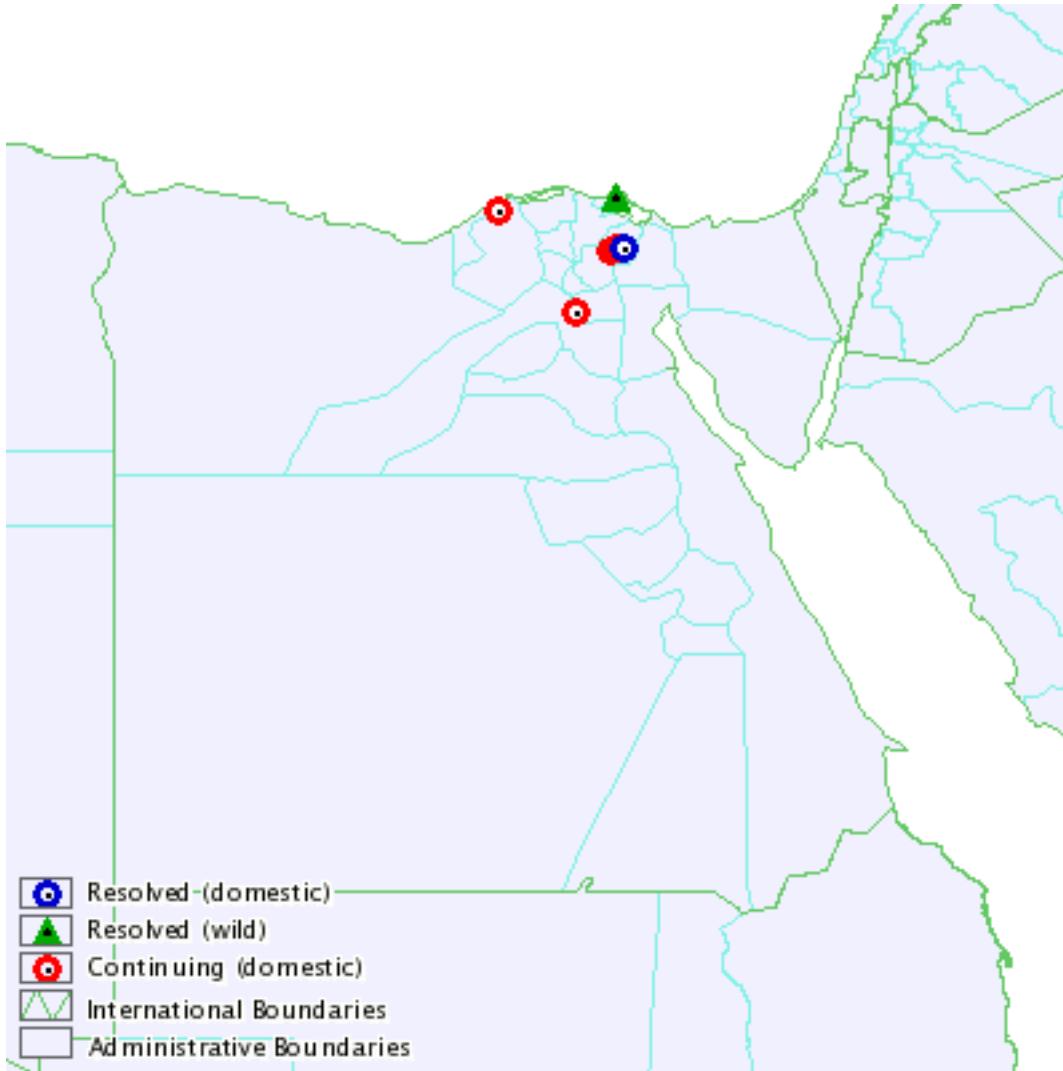 Resolved (domestic)
Resolved (wild)
Continuing (domestic)
International Boundaries
Administrative Boundaries